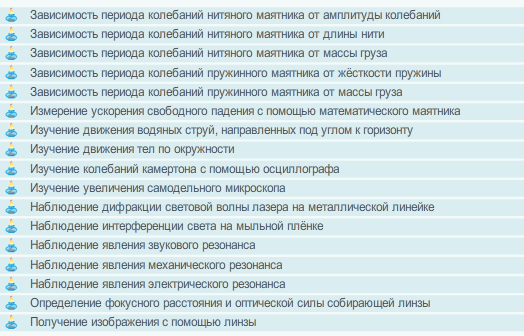 Зависимость периода колебаний нитяного маятника от амплитуды колебаний
Зависимость периода колебаний нитяного маятника от длины нити
Зависимость периода колебаний нитяного маятника от массы груза
Зависимость периода колебаний пружинного маятника от жёсткости пружины
Зависимость периода колебаний пружинного маятника от массы груза
Измерение ускорения свободного падения с помощью математического маятника
Изучение движения водяных струй, направленных под углом к горизонту
Изучение движения тел по окружности
Изучение колебаний камертона с помощью осциллографа
Изучение увеличения самодельного микроскопа
Наблюдение дифракции световой волны лазера на металлической линейке
Наблюдение интерференции света на мыльной плёнке
Наблюдение явления звукового резонанса
Наблюдение явления механического резонанса
Наблюдение явления электрического резонанса
Определение фокусного расстояния и оптической силы собирающей линзы
Получение изображения с помощью линзы